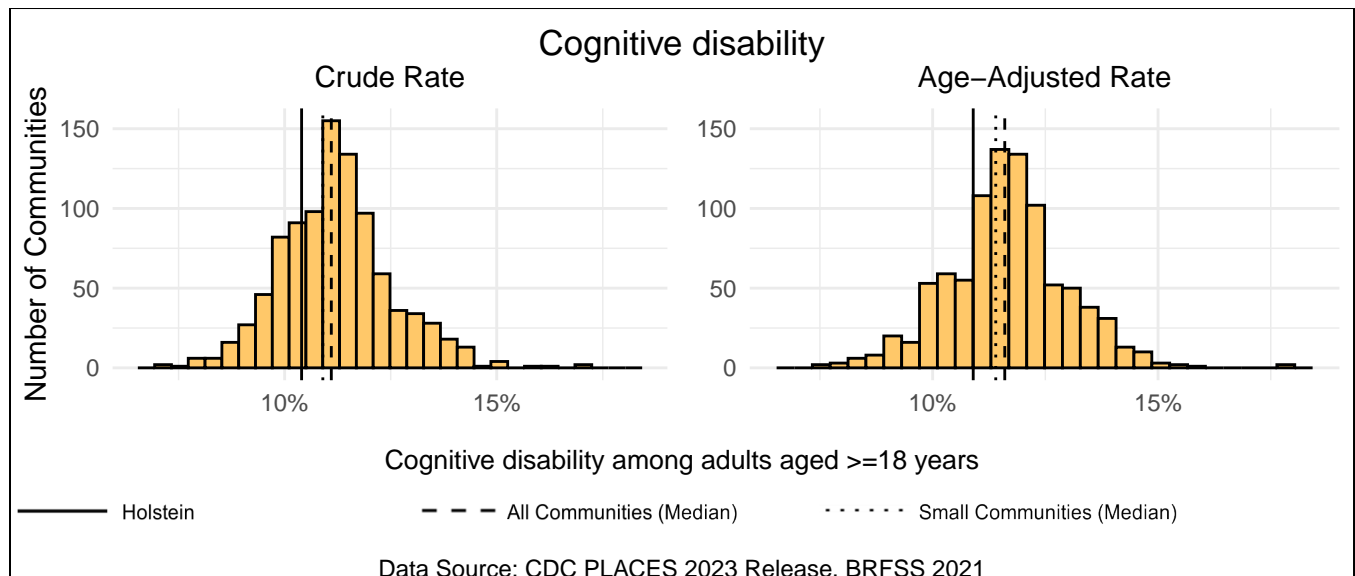 Cognitive disability
Crude Rate
Age−Adjusted Rate
Number of Communities
150
100
50
0
10%
15%
150
100
50
0
10%
15%
Cognitive disability among adults aged >=18 years
Holstein
All Communities (Median)
Small Communities (Median)
Data Source: CDC PLACES 2023 Release, BRFSS 2021